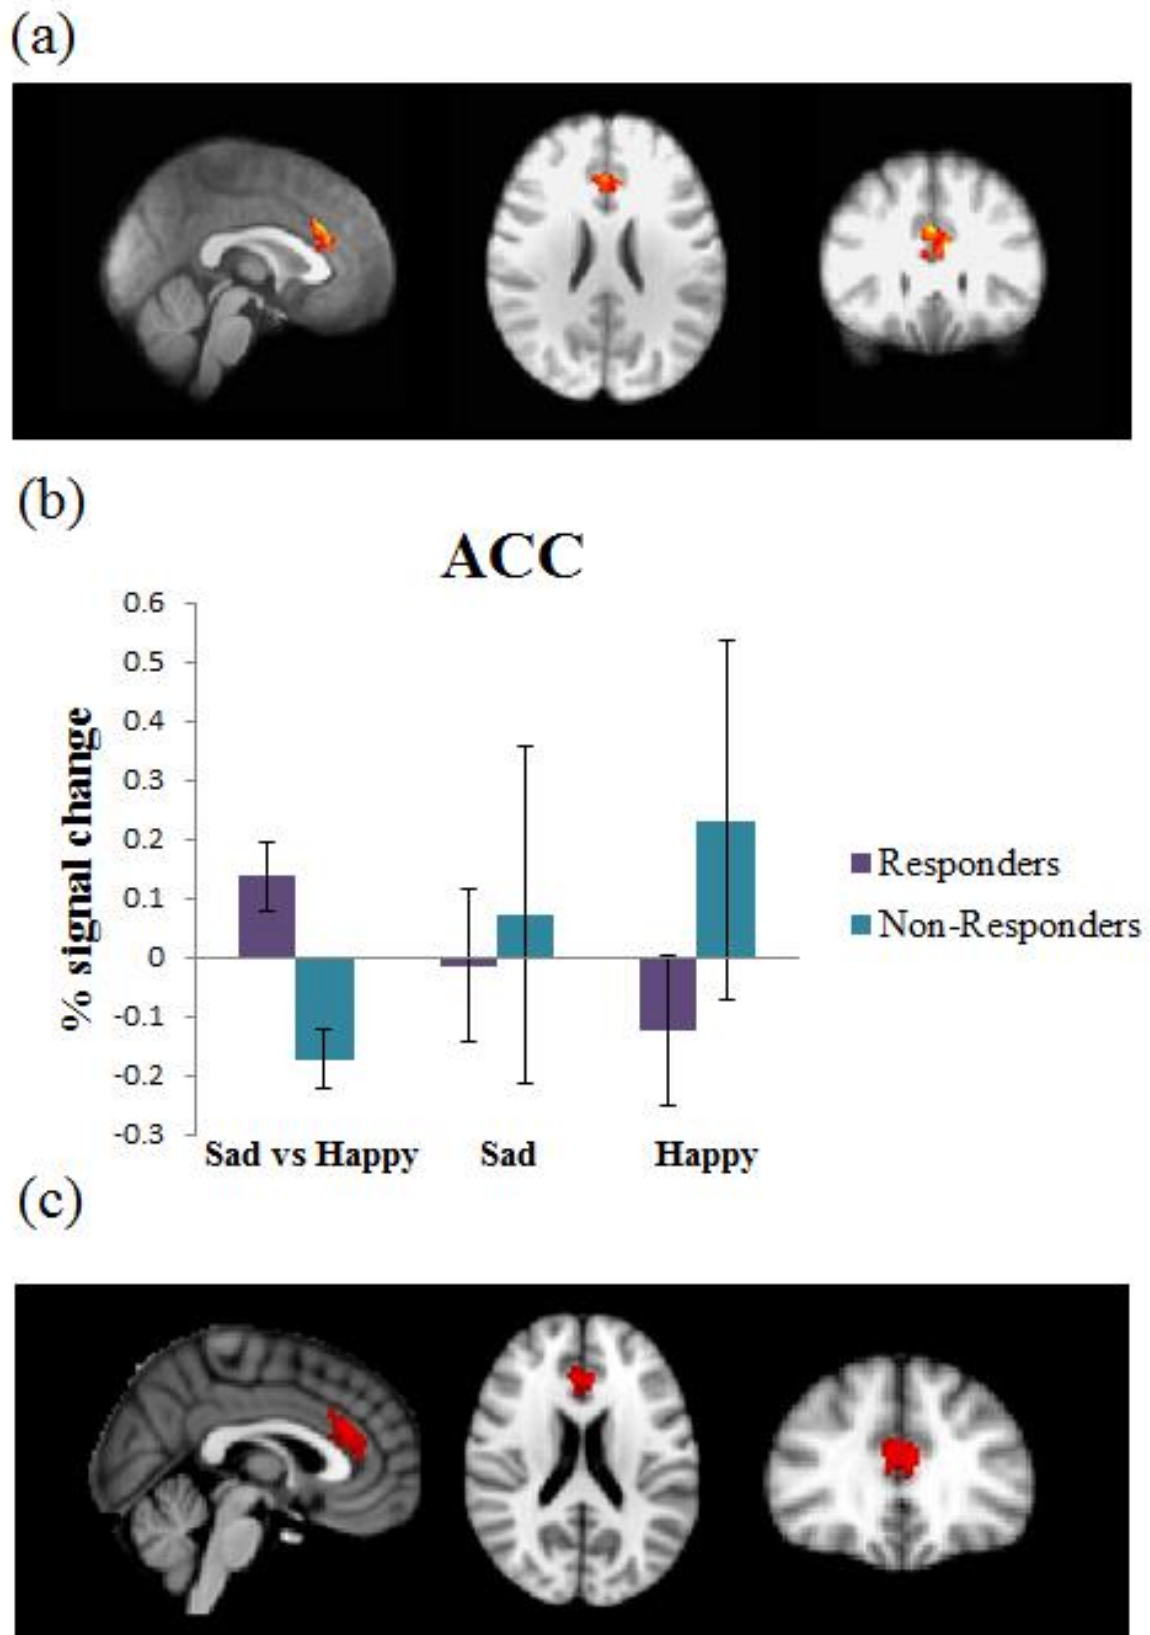 (a)
(b)
ACC
0.6
0.5
0.4
0.3
0.2
0.1
0
-0.1
-0.2
-0.3
% signal change
Sad vs Happy Sad Happy
Responders
Non-Responders
(c)